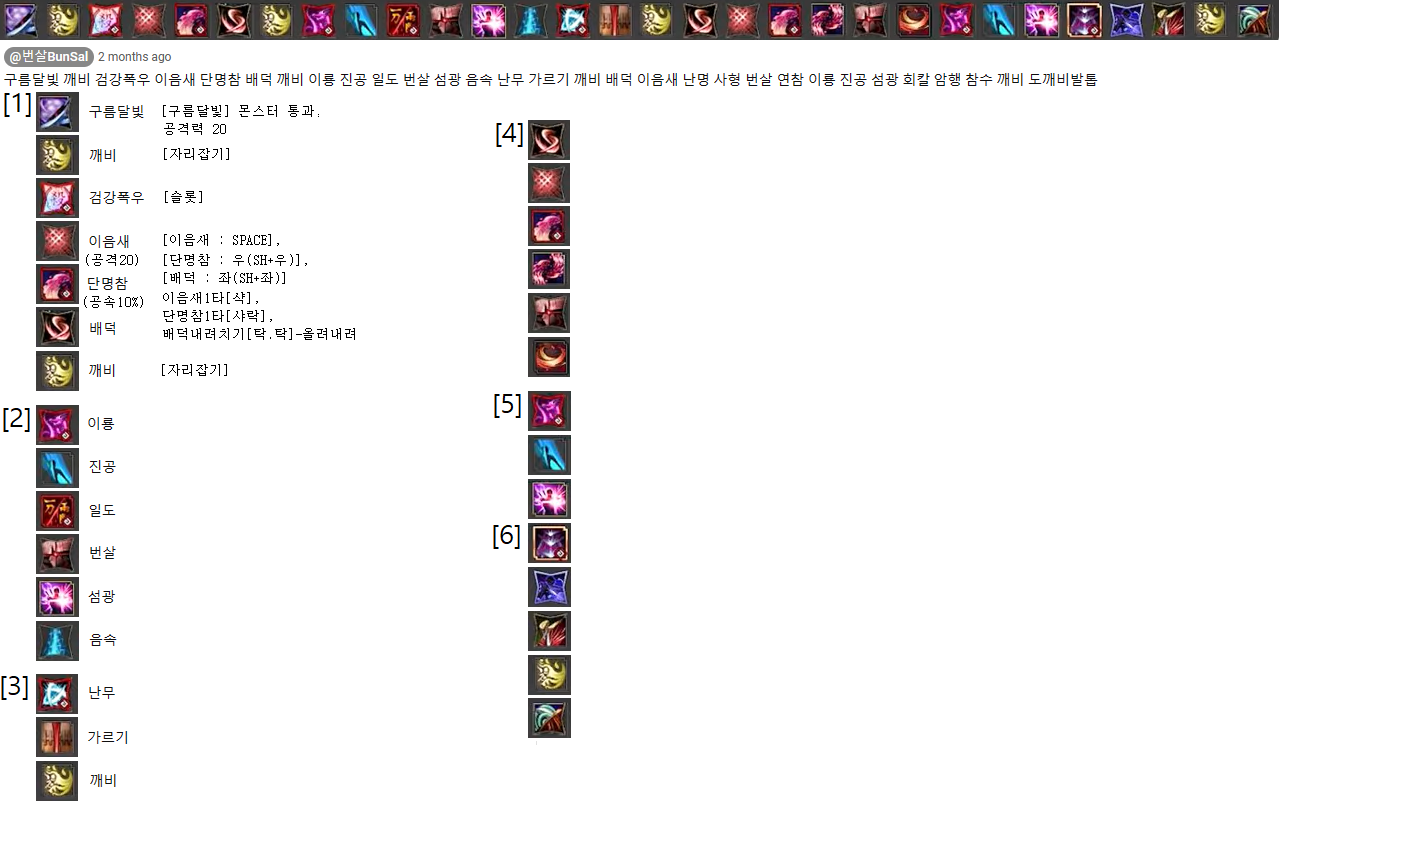 @번살BunSal 2 months ago
구름달빛 깨비 검강폭우 이음새 단명참 배덕 깨비 이룡 진공 일도 번살 섬광 음속 난무 가르기 깨비 배덕 이음새 난명 사형 번살 연참 이룡 진공 섬광 회칼 암행 참수 깨비 도깨비발톱
[1]
구름달빛 [구름달빛] 몬스터 통과,
공격력 20
깨비 [자리잡기]
검강폭우 [슬롯]
이음새 [이음새 : SPACE],
(공격20) [단명참 : 우(SH+우)],
단명참 [배덕 : 좌(SH+좌)]
(공속10%) 이음새1타[샥],
단명참1타[샤락],
배덕 배덕내려치기[탁.탁]-올려내려
깨비 [자리잡기]
[2]
이룡
진공
일도
번살
섬광
음속
[3]
난무
가르기
깨비
[4]
[5]
[6]